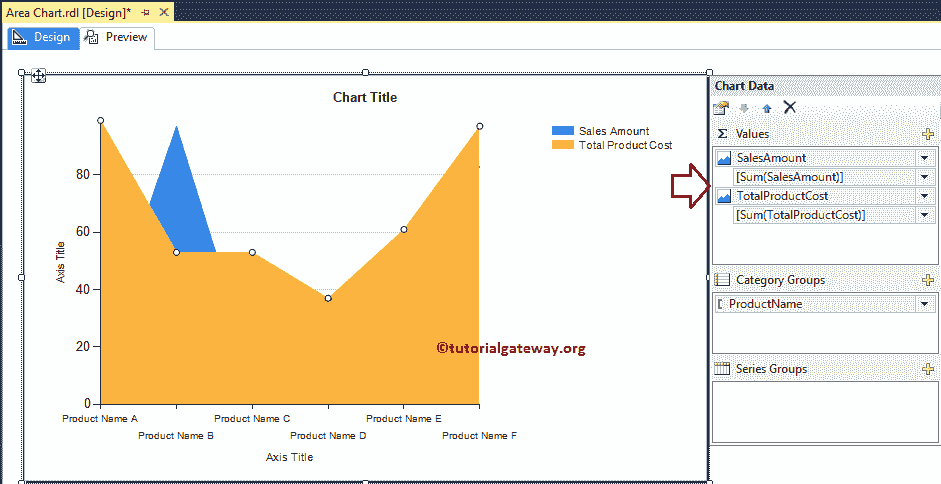 Area Chart.rdl [Design]*
Design
Preview
Chart Title
Sales Amount
Total Product Cost
80
60
40
20
0
Axis Title
Product Name A
Product Name B
Product Name C
Product Name D
Product Name E
Product Name F
Axis Title
©tutorialgateway.org
Chart Data
Σ Values
SalesAmount
[Sum(SalesAmount)]
TotalProductCost
[Sum(TotalProductCost)]
Category Groups
ProductName
Series Groups